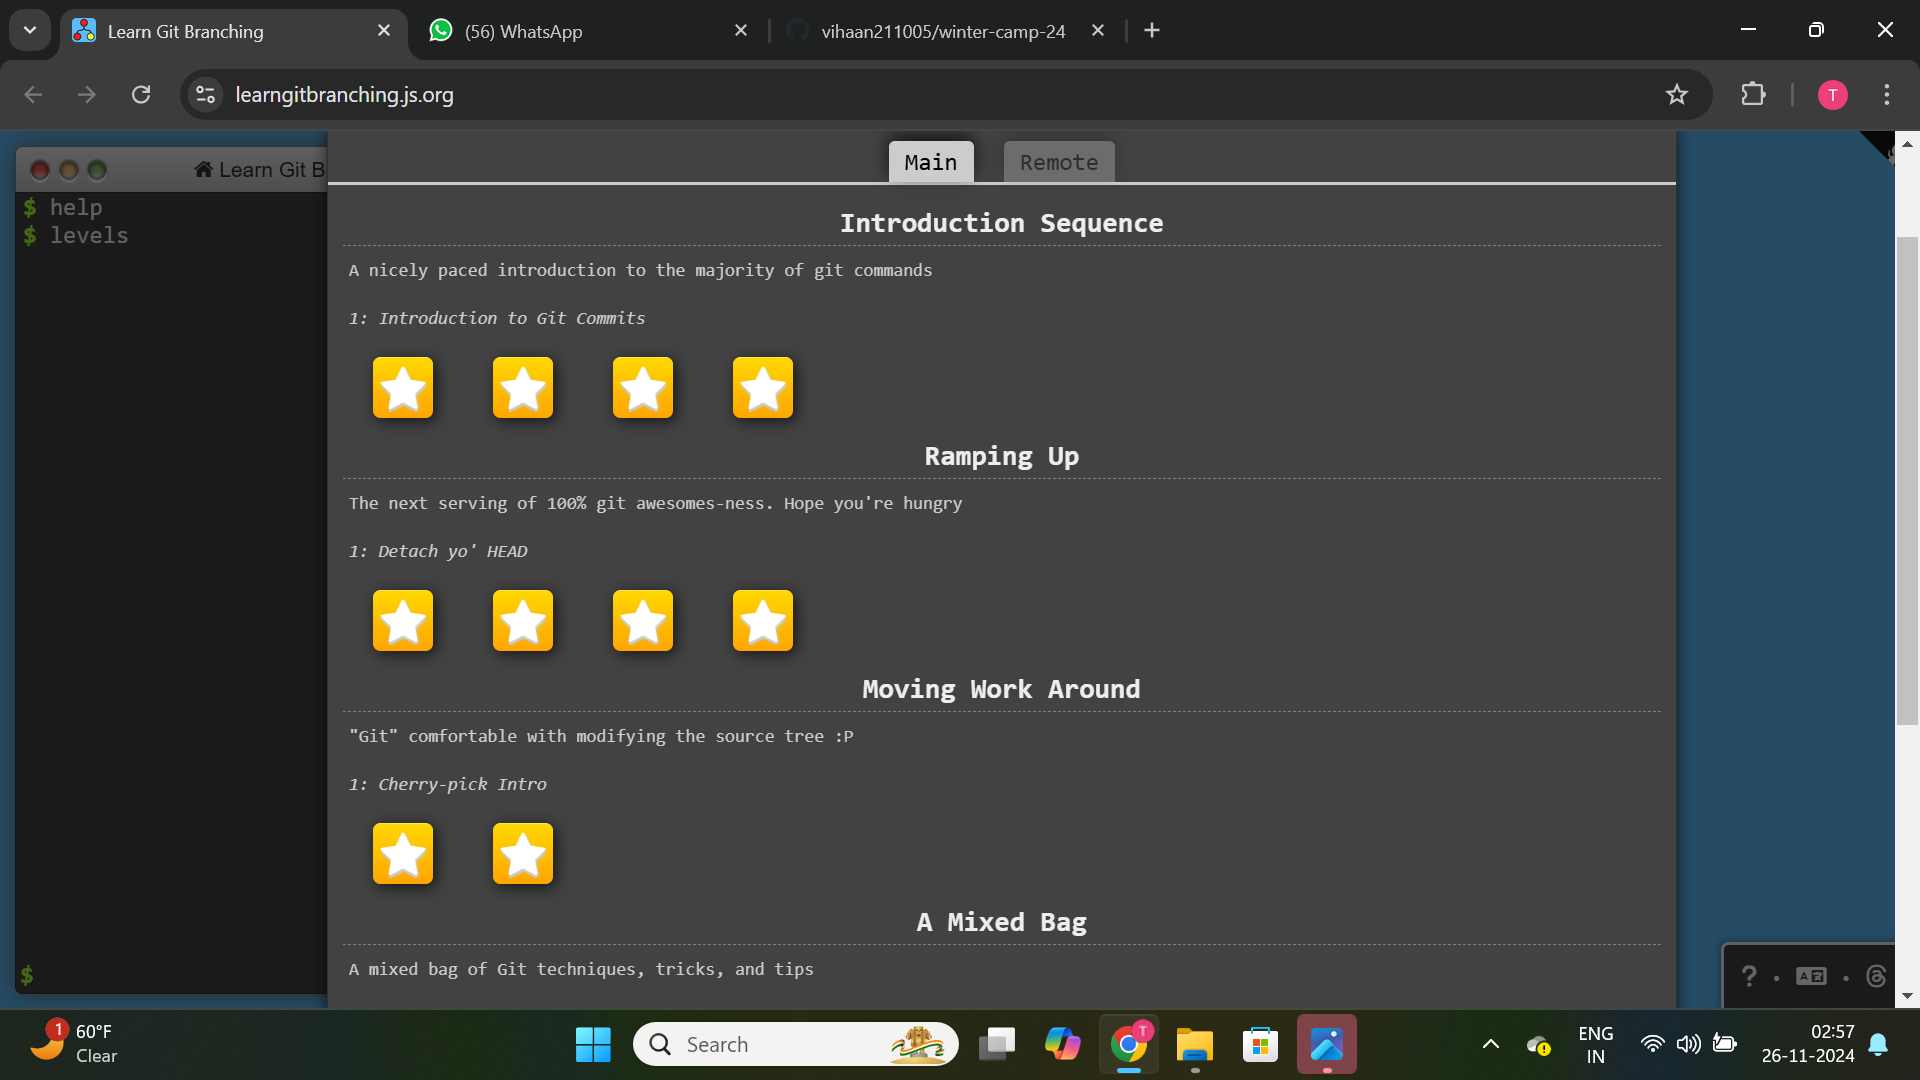 Learn Git Branching
(56) WhatsApp
vihaan211005/winter-camp-24
learngitbranching.js.org
T
Learn Git B
$ help
$ levels
$
Main
Remote
Introduction Sequence
A nicely paced introduction to the majority of git commands
1: Introduction to Git Commits
Ramping Up
The next serving of 100% git awesomes-ness. Hope you're hungry
1: Detach yo' HEAD
Moving Work Around
"Git" comfortable with modifying the source tree :P
1: Cherry-pick Intro
A Mixed Bag
A mixed bag of Git techniques, tricks, and tips
?
1
60°F
Clear
Search
T
ENG
IN
02:57
26-11-2024